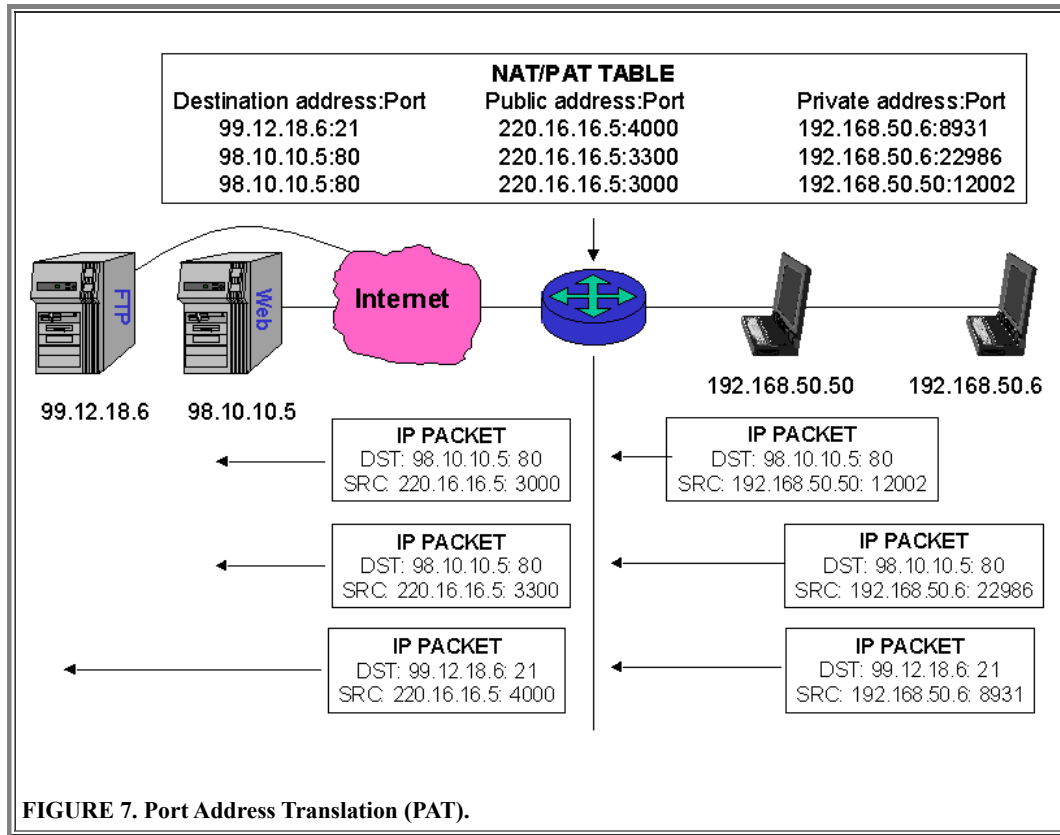 NAT/PAT TABLE
Destination address:Port Public address:Port Private address:Port
99.12.18.6:21 220.16.16.5:4000 192.168.50.6:8931
98.10.10.5:80 220.16.16.5:3300 192.168.50.6:22986
98.10.10.5:80 220.16.16.5:3000 192.168.50.50:12002
FTP
Web
Internet
99.12.18.6
98.10.10.5
192.168.50.50
192.168.50.6
IP PACKET
DST: 98.10.10.5: 80
SRC: 220.16.16.5: 3000
IP PACKET
DST: 98.10.10.5: 80
SRC: 192.168.50.50: 12002
IP PACKET
DST: 98.10.10.5: 80
SRC: 220.16.16.5: 3300
IP PACKET
DST: 98.10.10.5: 80
SRC: 192.168.50.6: 22986
IP PACKET
DST: 99.12.18.6: 21
SRC: 220.16.16.5: 4000
IP PACKET
DST: 99.12.18.6: 21
SRC: 192.168.50.6: 8931
FIGURE 7. Port Address Translation (PAT).